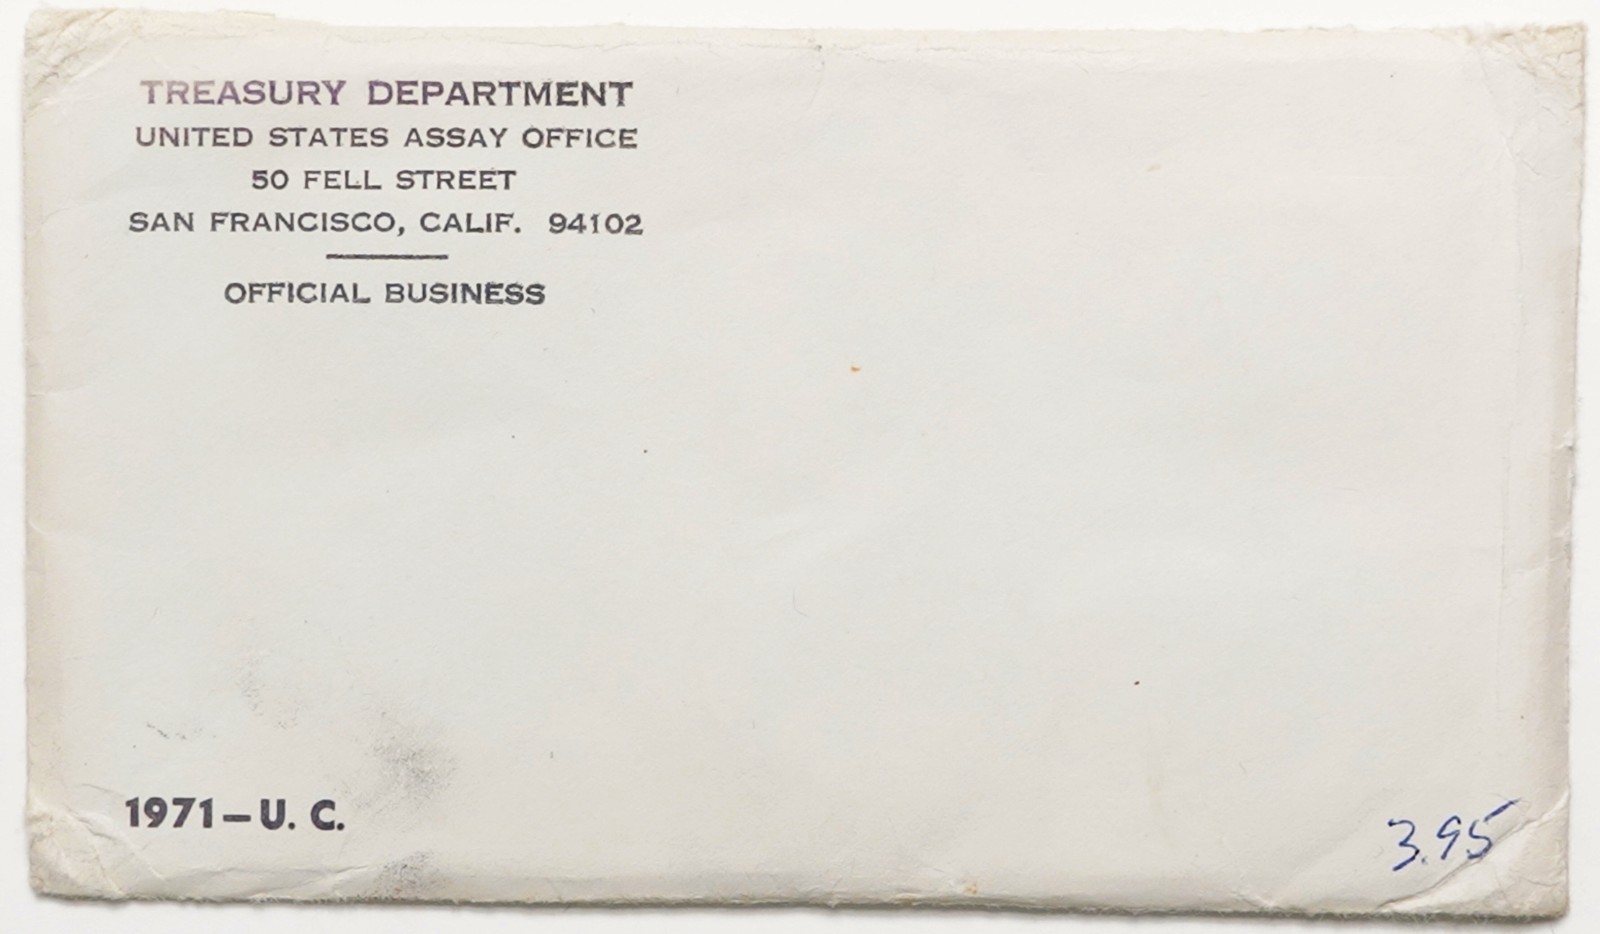 TREASURY DEPARTMENT
UNITED STATES ASSAY OFFICE
50 FELL STREET
SAN FRANCISCO, CALIF. 94102
OFFICIAL BUSINESS
1971–U. C.
3.95